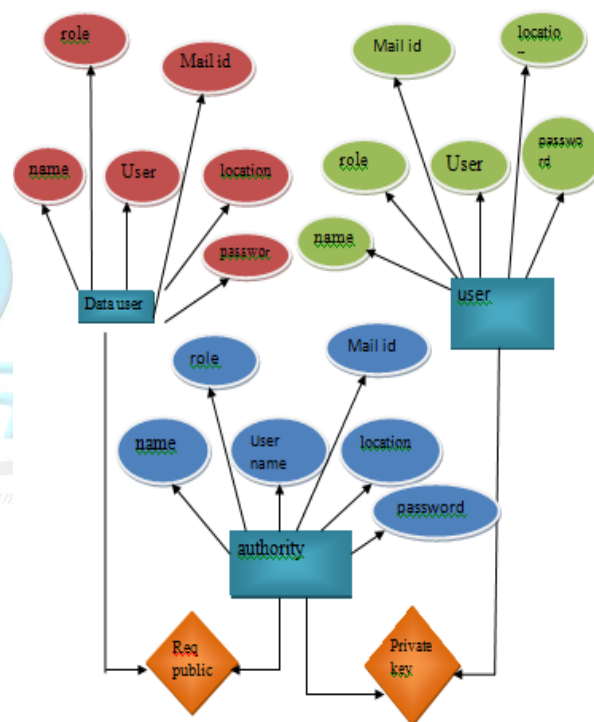 role
Mail id
name
User
location
passwor
Data user
Mail id
locatio
role
User
passwo
rd
name
user
role
Mail id
name
User
name
location
password
authority
Req
public
Private
key